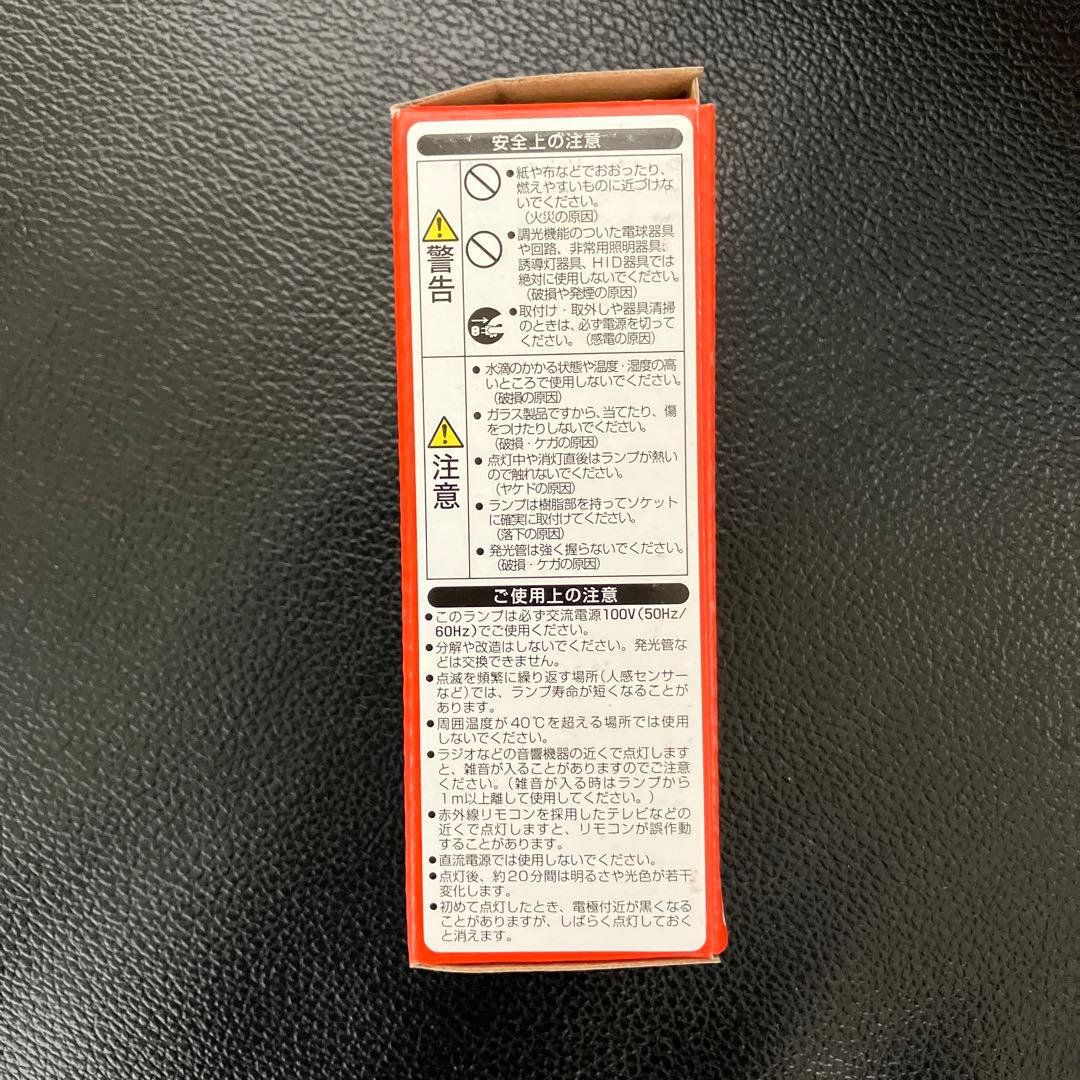 安全上の注意
警告
●紙や布などでおおったり、
燃えやすいものに近づけな
いでください。
（火災の原因）
●調光機能のついた電球器具
や回路、非常用照明器具、
誘導灯器具、HID器具では
絶対に使用しないでください。
（破損や発煙の原因）
●取付け・取外しや器具清掃
のときは、必ず電源を切って
ください。（感電の原因）
注意
●水滴のかかる状態や温度・湿度の高
いところで使用しないでください。
（破損の原因）
●ガラス製品ですから、当てたり、傷
をつけたりしないでください。
（破損・ケガの原因）
●点灯中や消灯直後はランプが熱い
ので触れないでください。
（ヤケドの原因）
●ランプは樹脂部を持ってソケット
に確実に取付けてください。
（落下の原因）
●発光管は強く握らないでください。
（破損・ケガの原因）
ご使用上の注意
●このランプは必ず交流電源100V（50Hz/
60Hz）でご使用ください。
●分解や改造はしないでください。発光管な
どは交換できません。
●点滅を頻繁に繰り返す場所（人感センサー
など）では、ランプ寿命が短くなることが
あります。
●周囲温度が40℃を超える場所では使用
しないでください。
●ラジオなどの音響機器の近くで点灯します
と、雑音が入ることがありますのでご注意
ください。（雑音が入る時はランプから
1m以上離して使用してください。）
●赤外線リモコンを採用したテレビなどの
近くで点灯しますと、リモコンが誤作動
することがあります。
●直流電源では使用しないでください。
●点灯後、約20分間は明るさや光色が若干
変化します。
●初めて点灯したとき、電極付近が黒くなる
ことがありますが、しばらく点灯しておく
と消えます。